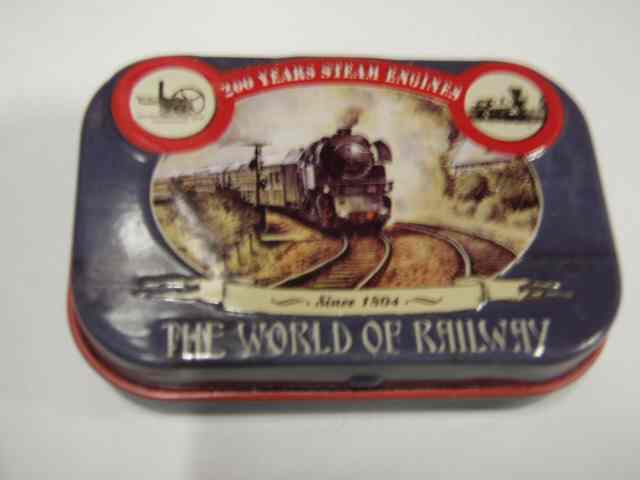 200 YEARS STEAM ENGINES
Since 1804
THE WORLD OF RAILWAY